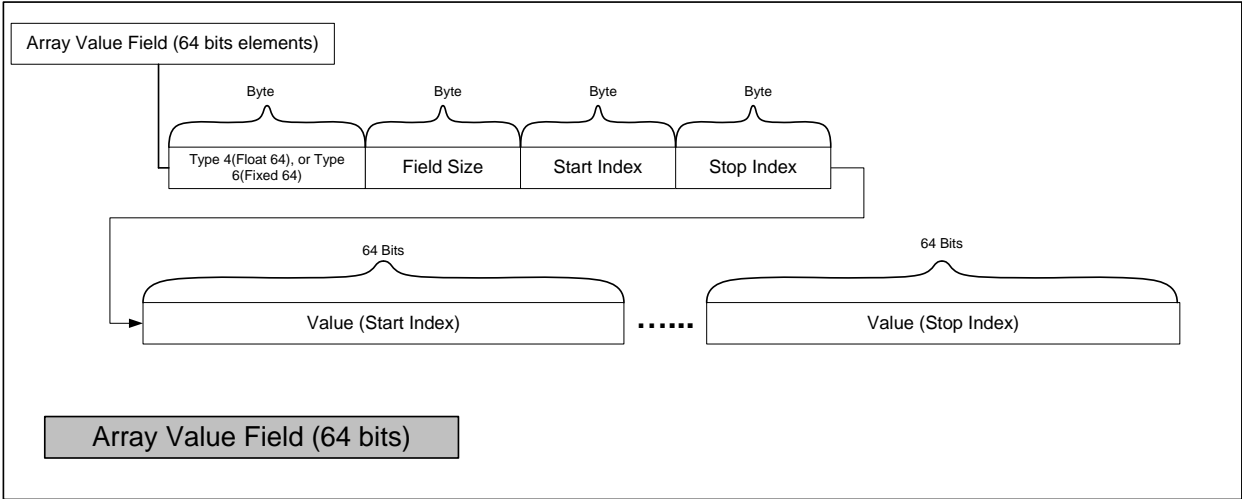 Array Value Field (64 bits elements)
Byte
Byte
Byte
Byte
Type 4(Float 64), or Type
6(Fixed 64)
Field Size
Start Index
Stop Index
64 Bits
64 Bits
Value (Start Index)
…...
Value (Stop Index)
Array Value Field (64 bits)